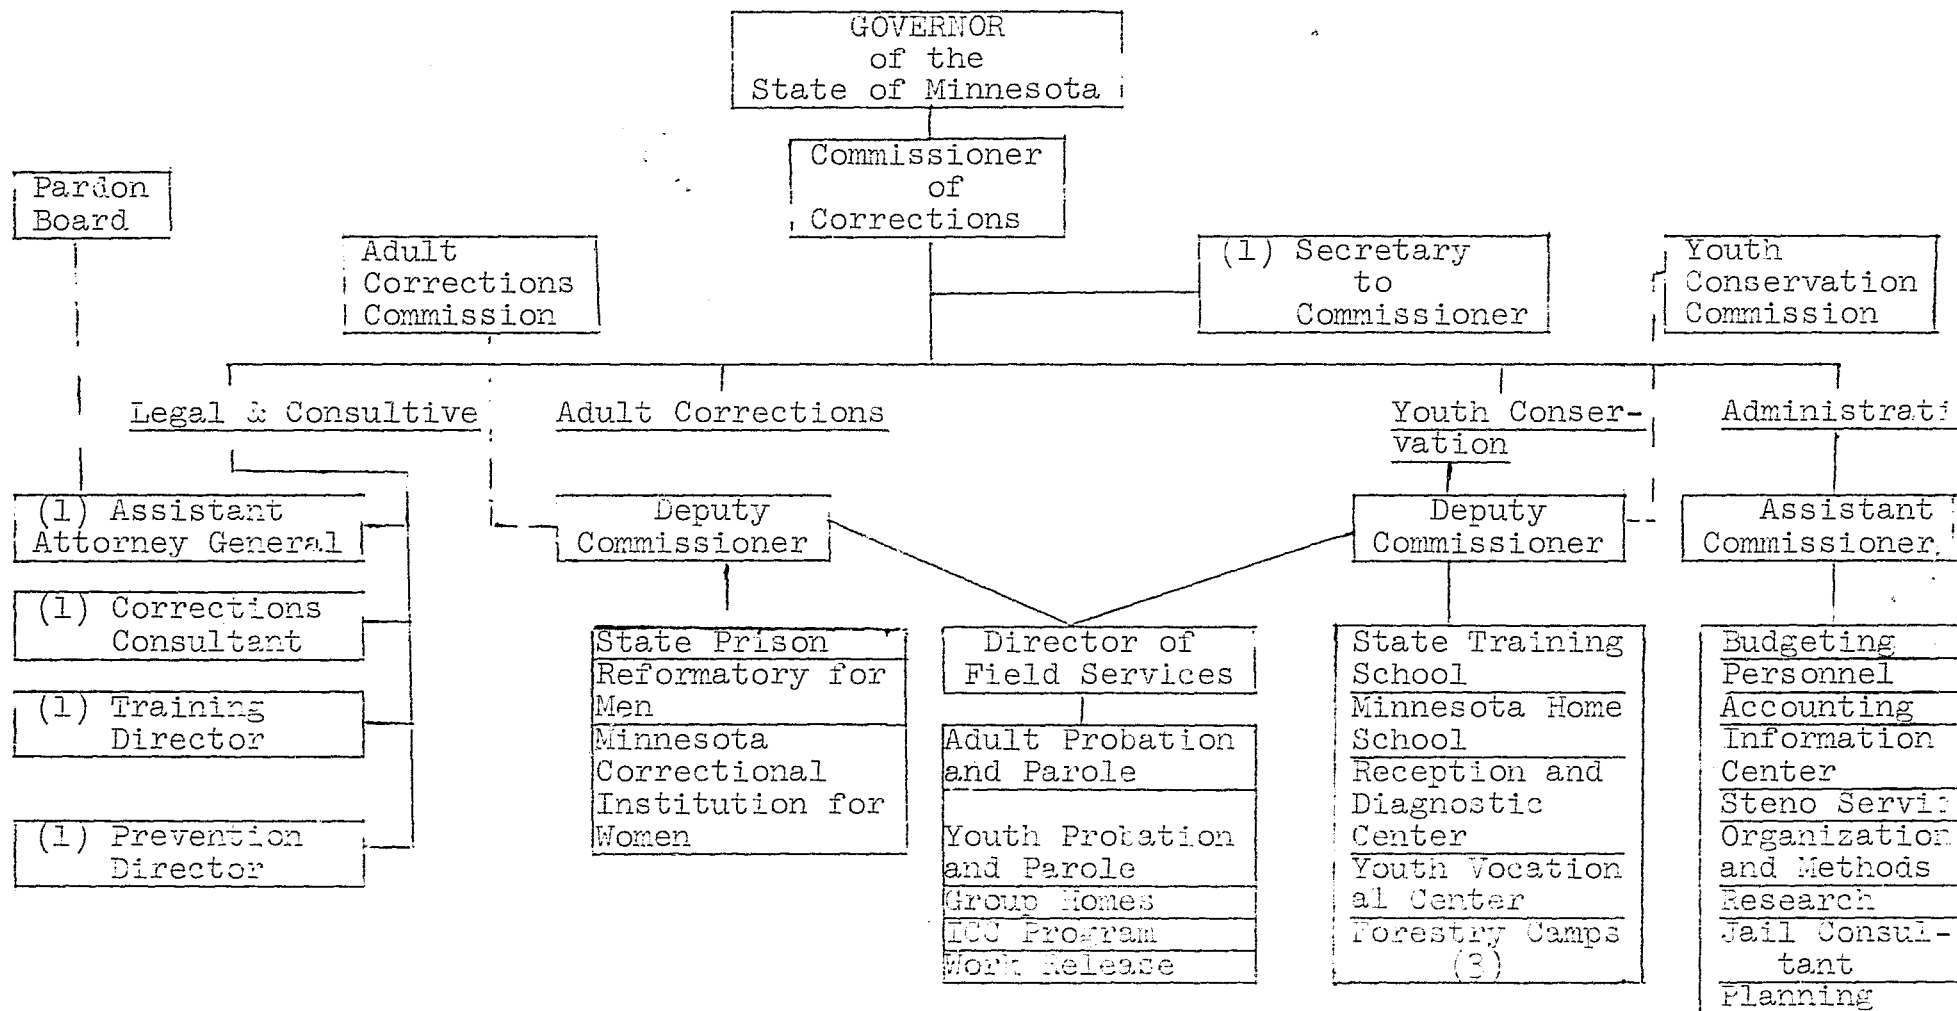 GOVERNOR
of the
State of Minnesota
Commissioner
of
Corrections
Pardon
Board
Adult
Corrections
Commission
(1) Secretary
to
Commissioner
Youth
Conservation
Commission
Legal & Consultive
Adult Corrections
Youth Conser-
vation
Administrati
(1) Assistant
Attorney General
(1) Corrections
Consultant
(1) Training
Director
(1) Prevention
Director
Deputy
Commissioner
Deputy
Commissioner
Assistant
Commissioner
State Prison
Reformatory for
Men
Minnesota
Correctional
Institution for
Women
Director of
Field Services
Adult Probation
and Parole
Youth Probation
and Parole
Group Homes
ICC Program
Work Release
State Training
School
Minnesota Home
School
Reception and
Diagnostic
Center
Youth Vocation
al Center
Forestry Camps
(3)
Budgeting
Personnel
Accounting
Information
Center
Steno Servic
Organization
and Methods
Research
Jail Consul-
tant
Planning